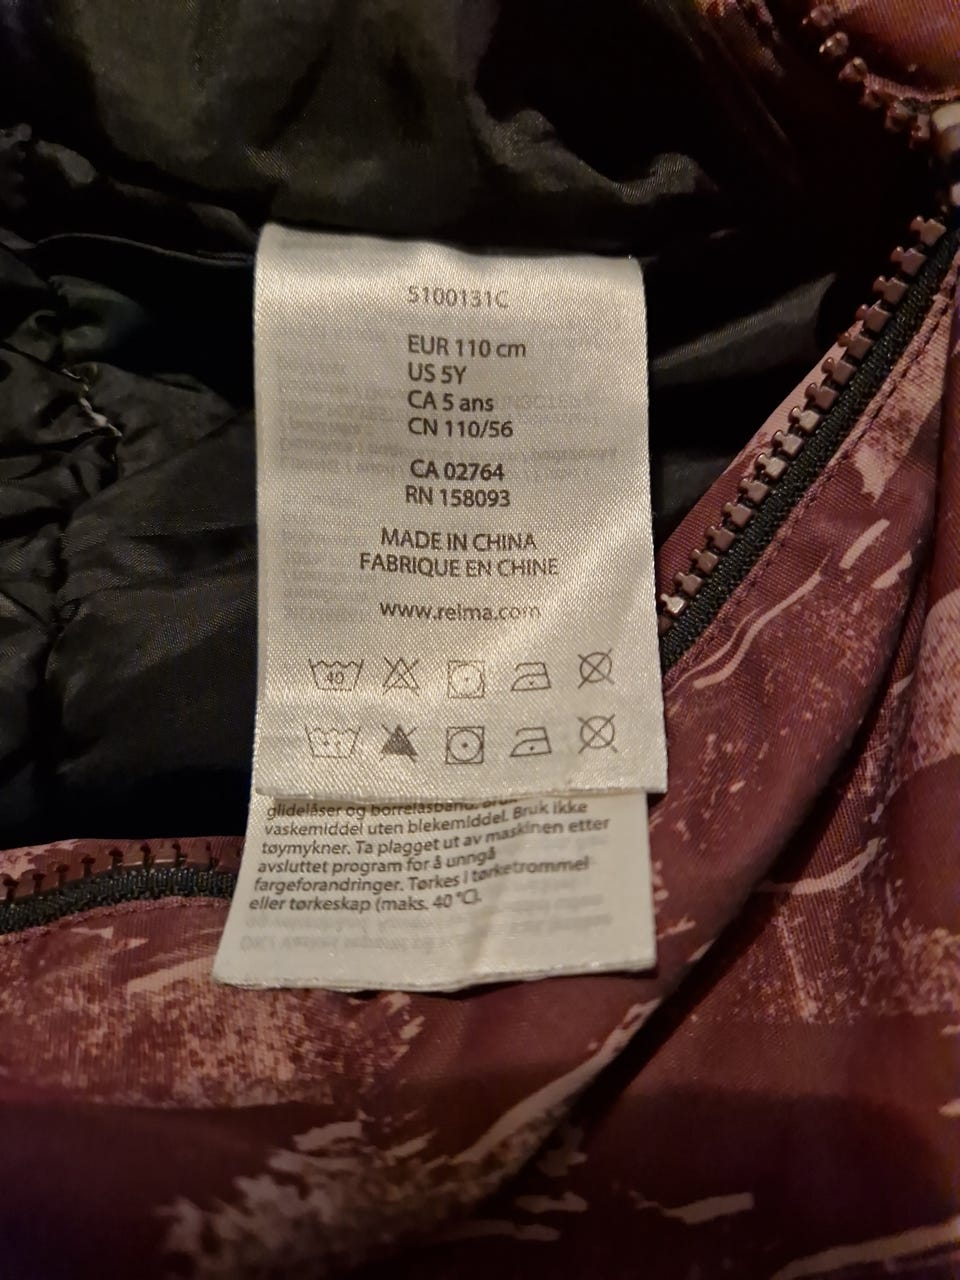 5100131C
EUR 110 cm
US 5Y
CA 5 ans
CN 110/56
CA 02764
RN 158093
MADE IN CHINA
FABRIQUE EN CHINE
www.reima.com
40
glidelåser og borrelåsbånd. Bruk
vaskemiddel uten blekemiddel. Bruk ikke
tøymykner. Ta plagget ut av maskinen etter
avsluttet program for å unngå
fargeforandringer. Tørkes i tørketrommel
eller tørkeskap (maks. 40 °C).